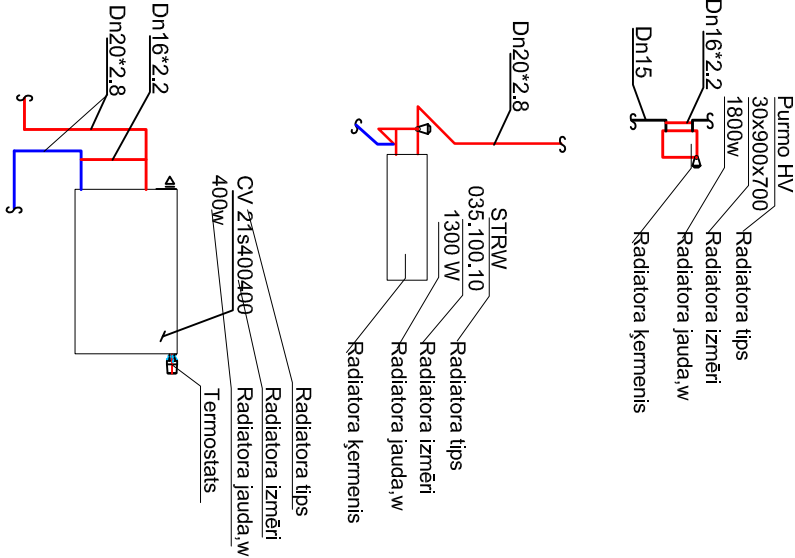 Dn20*2.8
Dn16*2.2
CV 21s400400
400w
Radiatora tips
Radiatora izmēri
Radiatora jauda,w
Termostats
Dn20*2.8
STRW
035.100.10
1300 W
Radiatora tips
Radiatora izmēri
Radiatora jauda,w
Radiatora ķermenis
Dn15
Dn16*2.2
Purmo HV
30x900x700
1800w
Radiatora tips
Radiatora izmēri
Radiatora jauda,w
Radiatora ķermenis